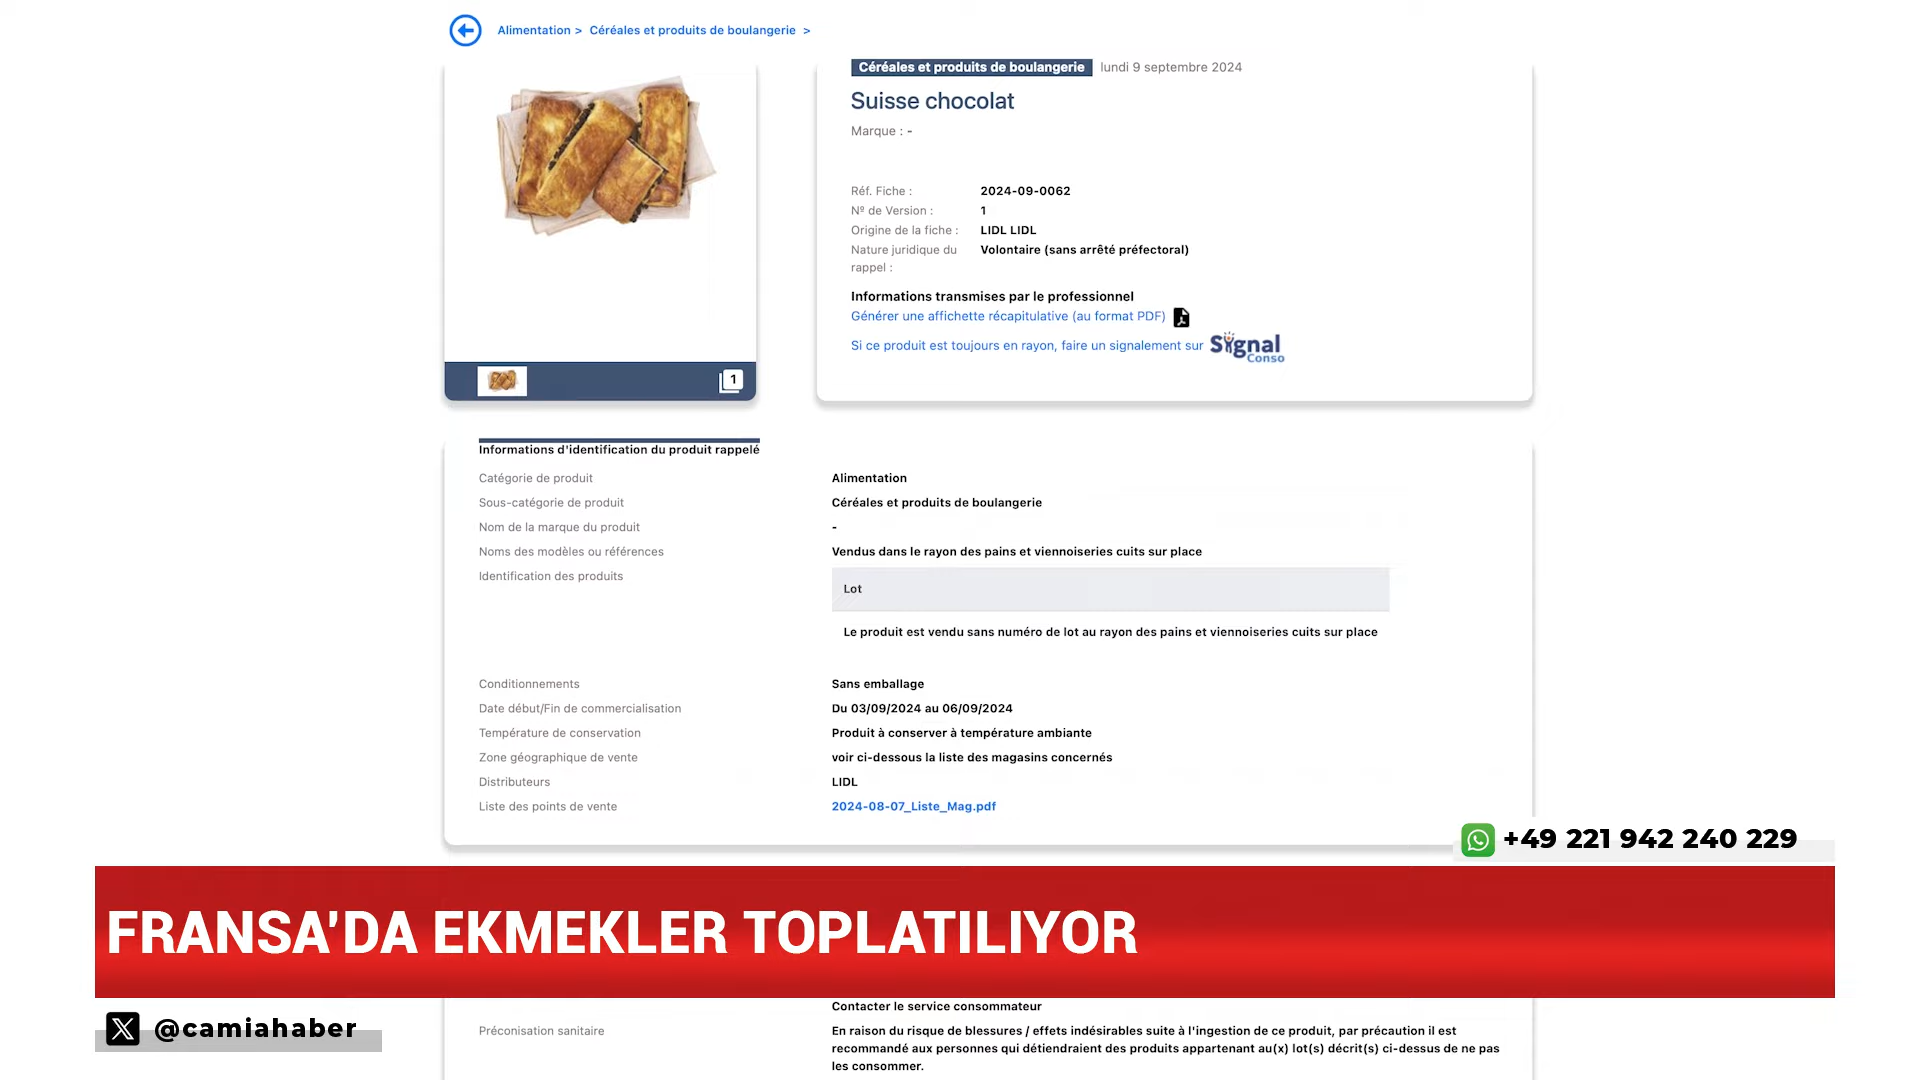 Alimentation > Céréales et produits de boulangerie >
Céréales et produits de boulangerie lundi 9 septembre 2024
Suisse chocolat
Marque : -
Réf. Fiche : 2024-09-0062
Nº de Version : 1
Origine de la fiche : LIDL LIDL
Nature juridique du rappel : Volontaire (sans arrêté préfectoral)
Informations transmises par le professionnel
Générer une affichette récapitulative (au format PDF)
Si ce produit est toujours en rayon, faire un signalement sur Signal Conso
1
Informations d'identification du produit rappelé
Catégorie de produit Alimentation
Sous-catégorie de produit Céréales et produits de boulangerie
Nom de la marque du produit -
Noms des modèles ou références Vendus dans le rayon des pains et viennoiseries cuits sur place
Identification des produits
Lot
Le produit est vendu sans numéro de lot au rayon des pains et viennoiseries cuits sur place
Conditionnements Sans emballage
Date début/Fin de commercialisation Du 03/09/2024 au 06/09/2024
Température de conservation Produit à conserver à température ambiante
Zone géographique de vente voir ci-dessous la liste des magasins concernés
Distributeurs LIDL
Liste des points de vente 2024-08-07_Liste_Mag.pdf
+49 221 942 240 229
FRANSA'DA EKMEKLER TOPLATILIYOR
Contacter le service consommateur
@camiahaber
Préconisation sanitaire En raison du risque de blessures / effets indésirables suite à l'ingestion de ce produit, par précaution il est
recommandé aux personnes qui détiendraient des produits appartenant au(x) lot(s) décrit(s) ci-dessus de ne pas
les consommer.